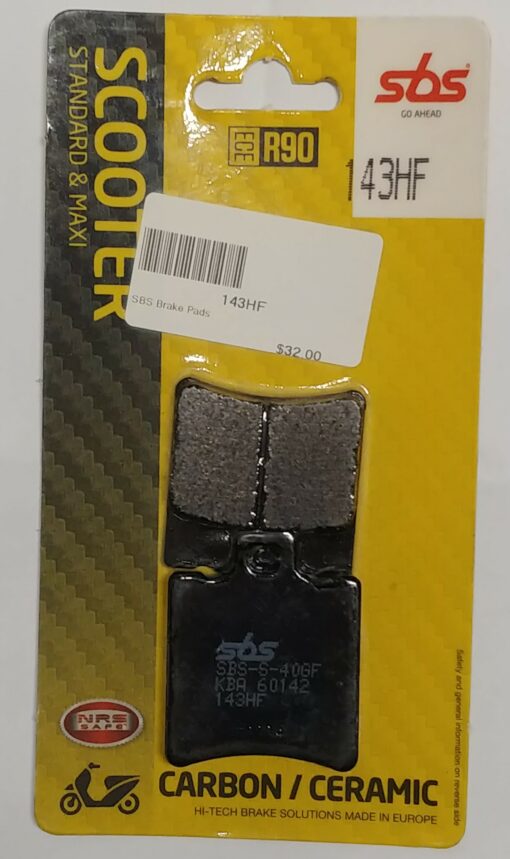 SCOOTER
STANDARD & MAXI
sbs
GO AHEAD
ECE R90
143HF
SBS Brake Pads
143HF
$32.00
sbs
SBS-S-40GF
KBA 60142
143HF
NRS
SAFE
Safety and general information on reverse side
CARBON / CERAMIC
HI-TECH BRAKE SOLUTIONS MADE IN EUROPE